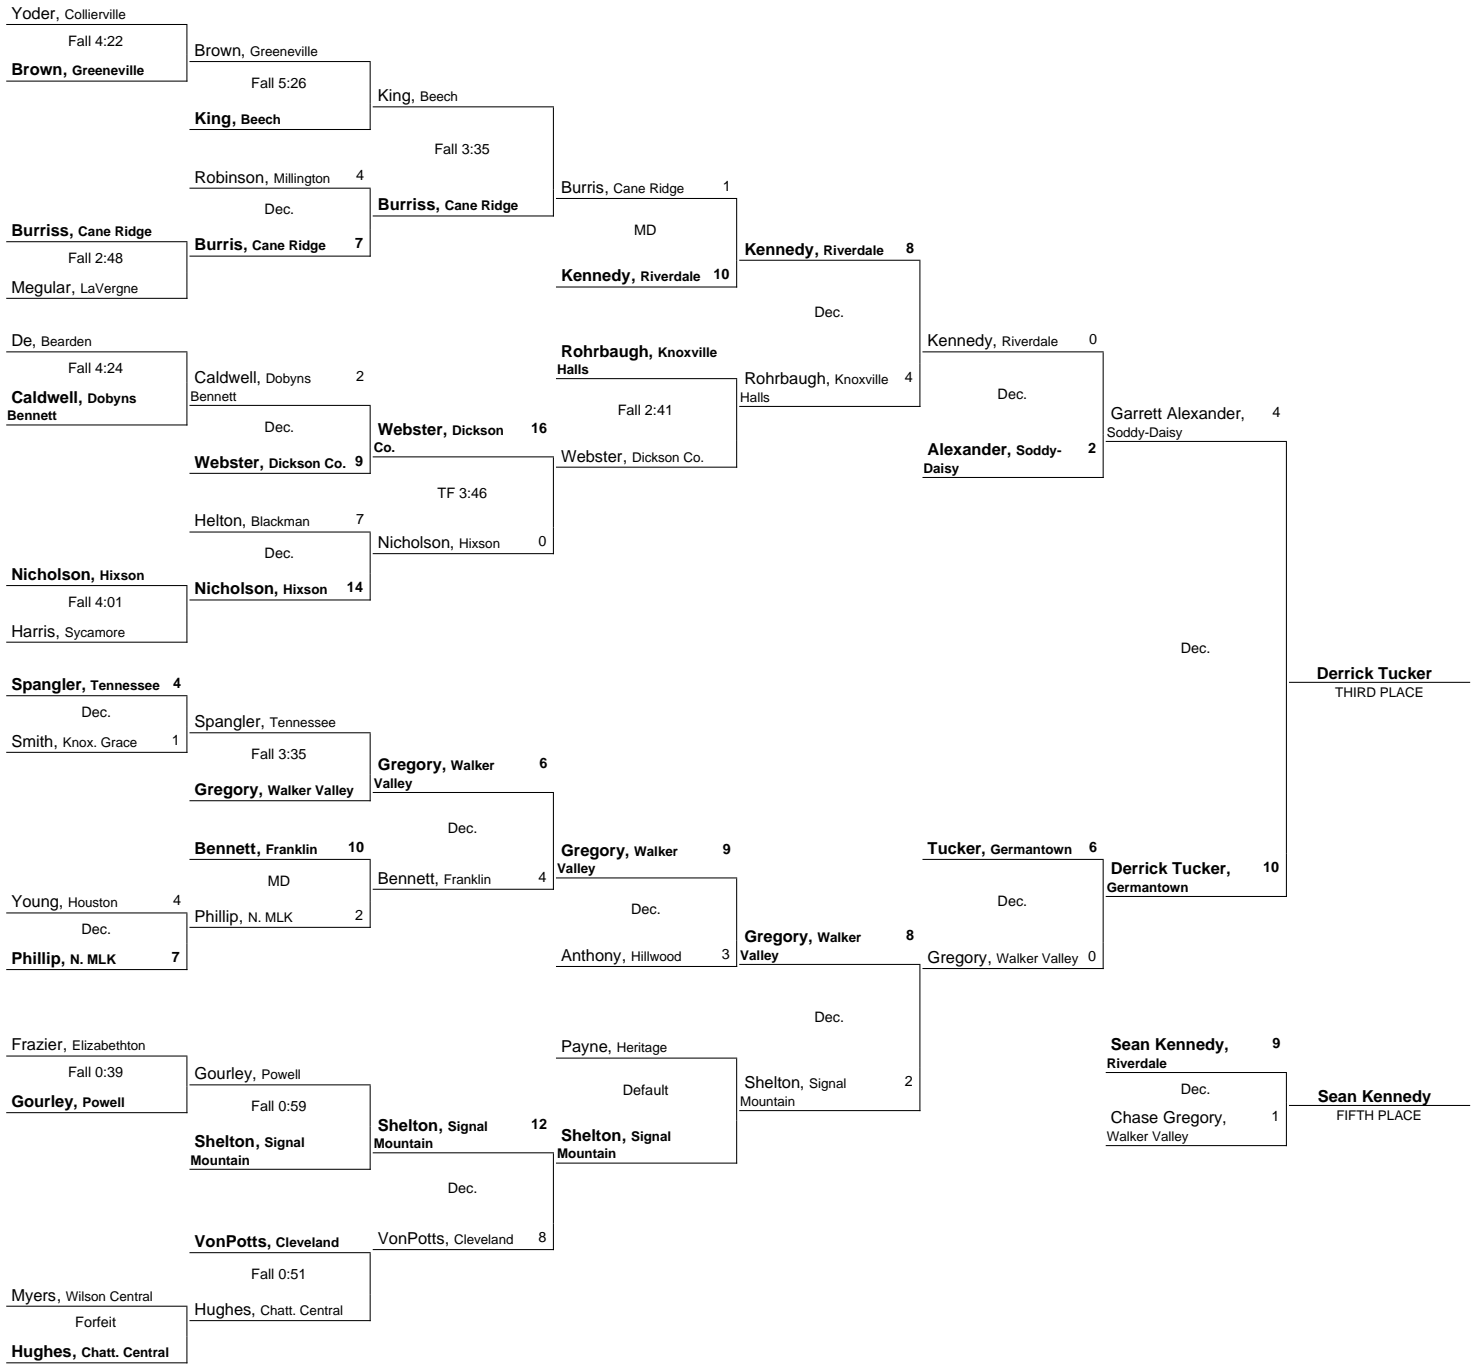 Yoder, Collierville
Fall 4:22
Brown, Greeneville
Burriss, Cane Ridge
Fall 2:48
Megular, LaVergne
De, Bearden
Fall 4:24
Caldwell, Dobyns
Bennett
Nicholson, Hixson
Fall 4:01
Harris, Sycamore
Spangler, Tennessee 4
Dec.
Smith, Knox. Grace 1
Young, Houston 4
Dec.
Phillip, N. MLK 7
Frazier, Elizabethton
Fall 0:39
Gourley, Powell
Myers, Wilson Central
Forfeit
Hughes, Chatt. Central
Brown, Greeneville
Fall 5:26
King, Beech
Robinson, Millington 4
Dec.
Burris, Cane Ridge 7
Caldwell, Dobyns 2
Bennett
Dec.
Webster, Dickson Co. 9
Helton, Blackman 7
Dec.
Nicholson, Hixson 14
Spangler, Tennessee
Fall 3:35
Gregory, Walker Valley
Bennett, Franklin 10
MD
Phillip, N. MLK 2
Gourley, Powell
Fall 0:59
Shelton, Signal
Mountain
VonPotts, Cleveland
Fall 0:51
Hughes, Chatt. Central
King, Beech
Fall 3:35
Burriss, Cane Ridge
Webster, Dickson 16
Co.
TF 3:46
Nicholson, Hixson 0
Gregory, Walker 6
Valley
Dec.
Bennett, Franklin 4
Shelton, Signal 12
Mountain
Dec.
VonPotts, Cleveland 8
Burris, Cane Ridge 1
MD
Kennedy, Riverdale 10
Rohrbaugh, Knoxville
Halls
Fall 2:41
Webster, Dickson Co.
Gregory, Walker 9
Valley
Dec.
Anthony, Hillwood 3
Payne, Heritage
Default
Shelton, Signal
Mountain
Kennedy, Riverdale 8
Dec.
Rohrbaugh, Knoxville 4
Halls
Gregory, Walker 8
Valley
Dec.
Shelton, Signal 2
Mountain
Kennedy, Riverdale 0
Dec.
Alexander, Soddy- 2
Daisy
Tucker, Germantown 6
Dec.
Gregory, Walker Valley 0
Garrett Alexander, 4
Soddy-Daisy
Dec.
Derrick Tucker, 10
Germantown
Derrick Tucker
THIRD PLACE
Sean Kennedy, 9
Riverdale
Dec.
Chase Gregory, 1
Walker Valley
Sean Kennedy
FIFTH PLACE